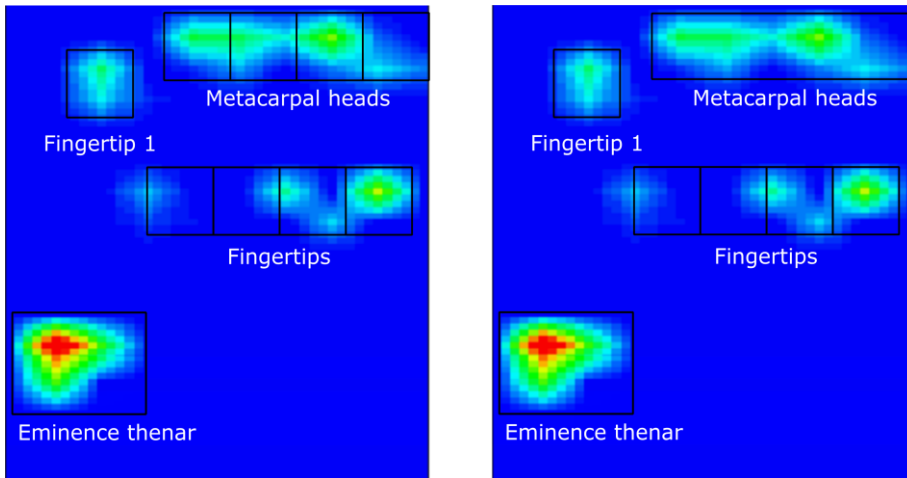 Metacarpal heads
Fingertip 1
Fingertips
Eminence thenar
Metacarpal heads
Fingertip 1
Fingertips
Eminence thenar